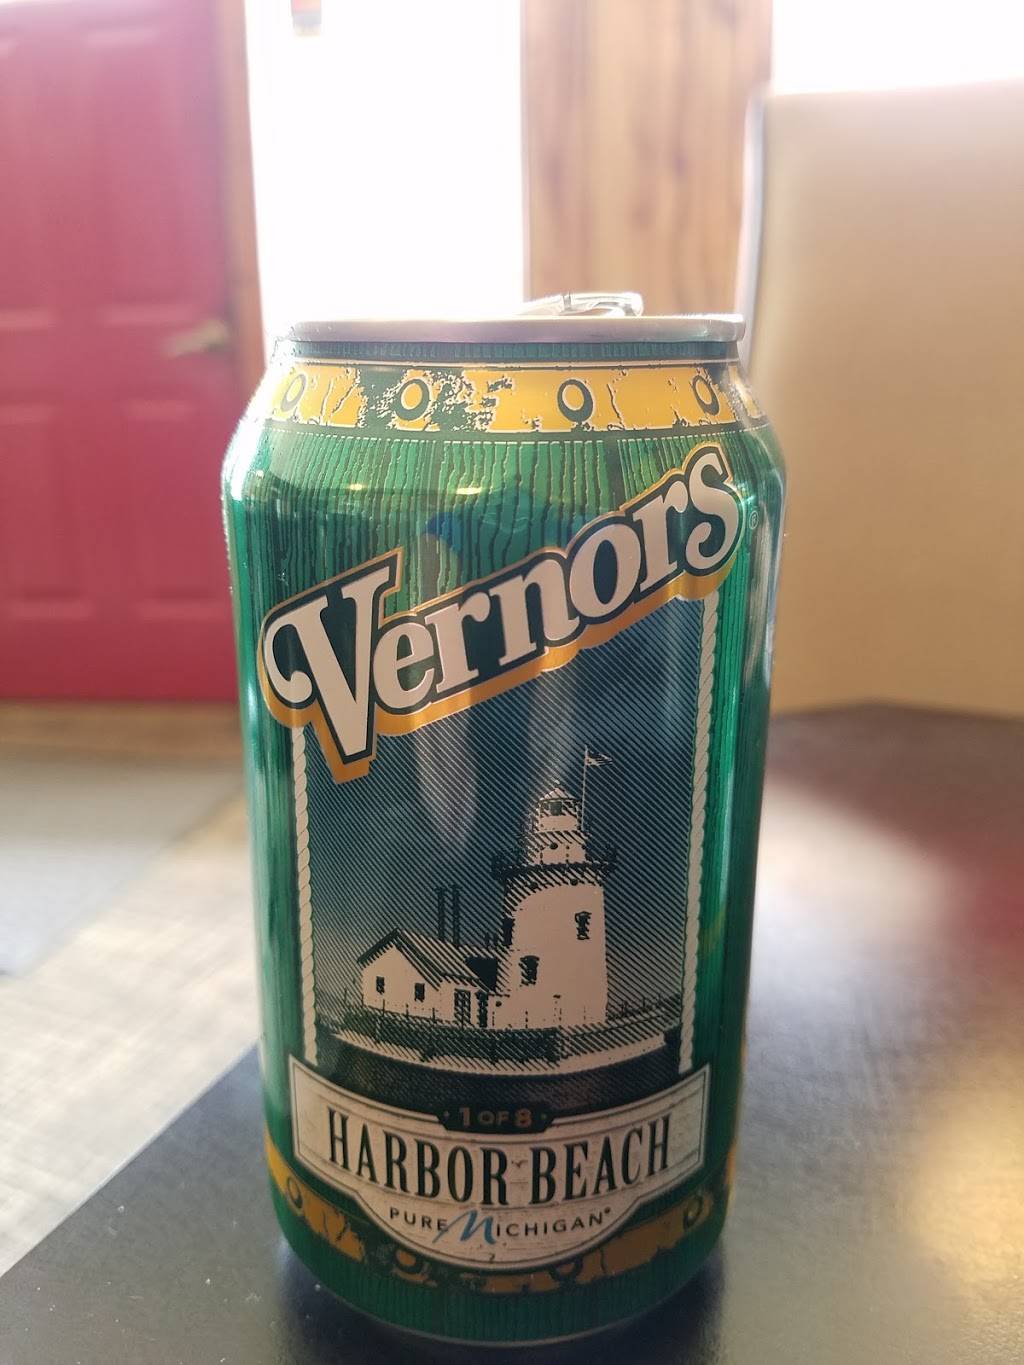 Vernors®
1 OF 8
HARBOR BEACH
PURE MICHIGAN®